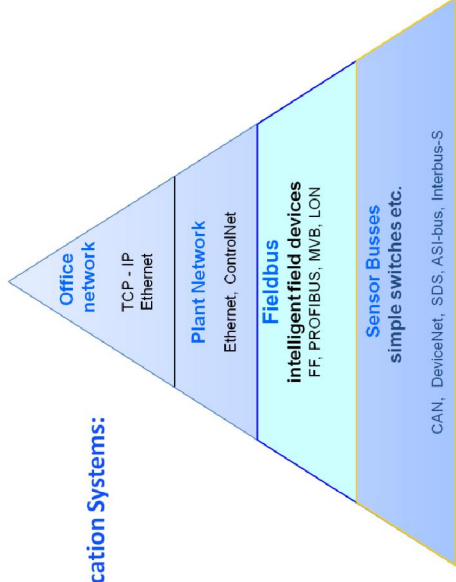 cation Systems:
Office
network
TCP - IP
Ethernet
Plant Network
Ethernet, ControlNet
Fieldbus
intelligent field devices
FF, PROFIBUS, MVB, LON
Sensor Busses
simple switches etc.
CAN, DeviceNet, SDS, ASI-bus, Interbus-S